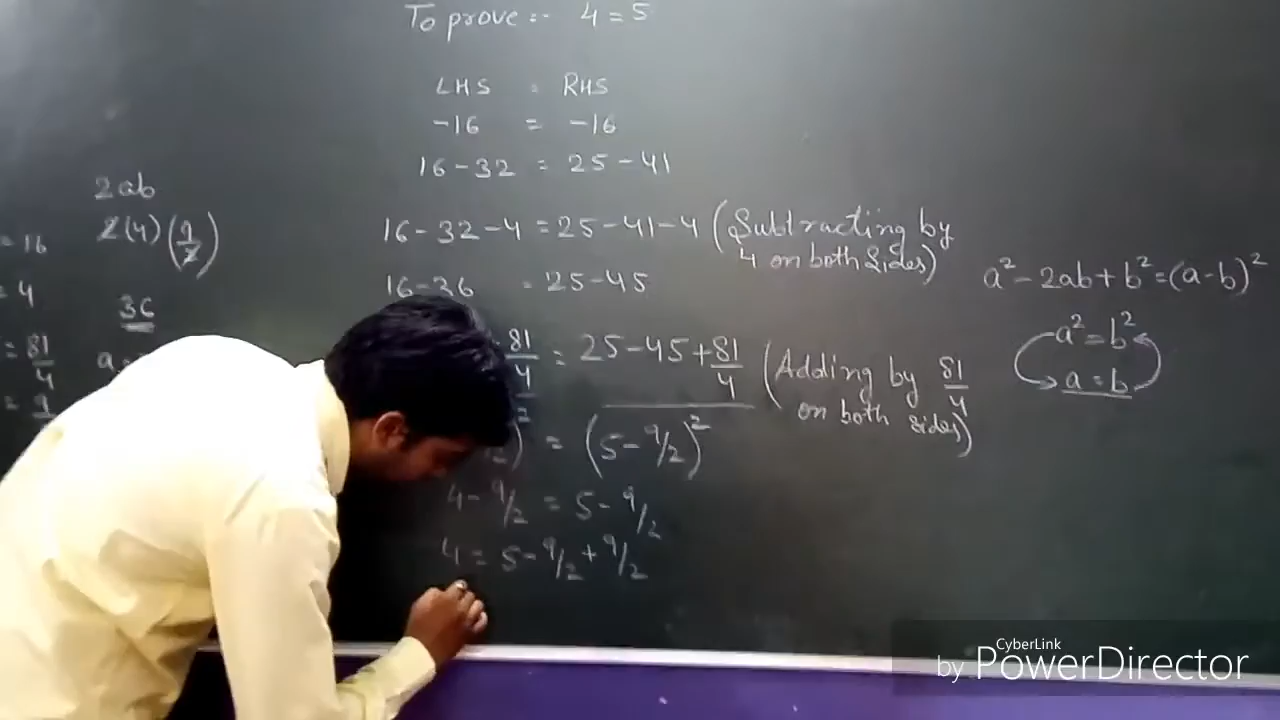 To prove :- 4 = 5
LHS = RHS
-16 = -16
16 - 32 = 25 - 41
16 - 32 - 4 = 25 - 41 - 4 (Subtracting by
4 on both sides)
16 - 36 = 25 - 45
81/4 = 25 - 45 + 81/4 (Adding by 81/4
on both sides)
= (5 - 9/2)²
4 - 9/2 = 5 - 9/2
4 = 5 - 9/2 + 9/2
2ab
2(4)(9/2)
36
= 16
= 4
= 81/4
a² - 2ab + b² = (a - b)²
a² = b²
a = b
CyberLink
by PowerDirector